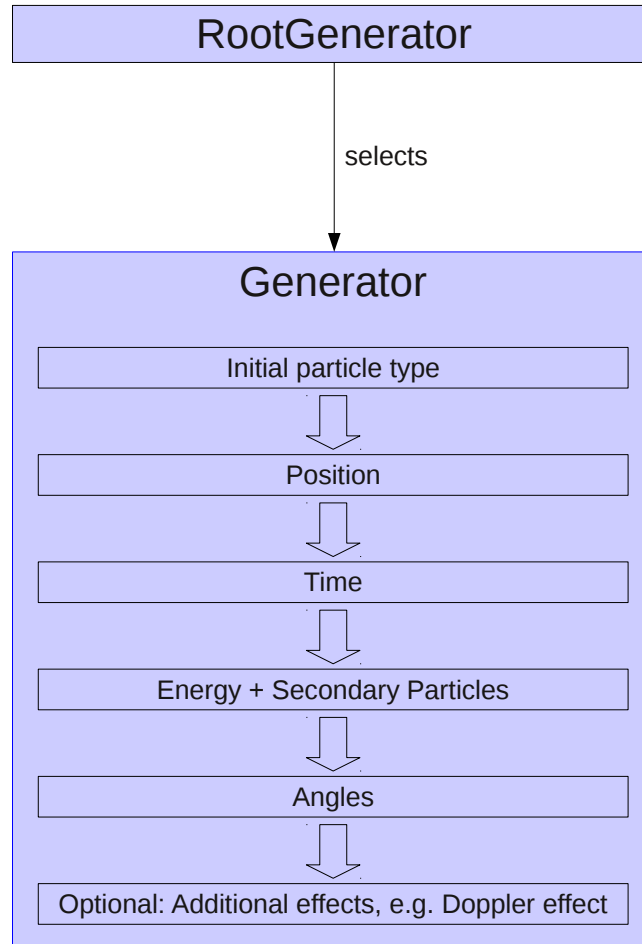 RootGenerator
selects
Generator
Initial particle type
Position
Time
Energy + Secondary Particles
Angles
Optional: Additional effects, e.g. Doppler effect